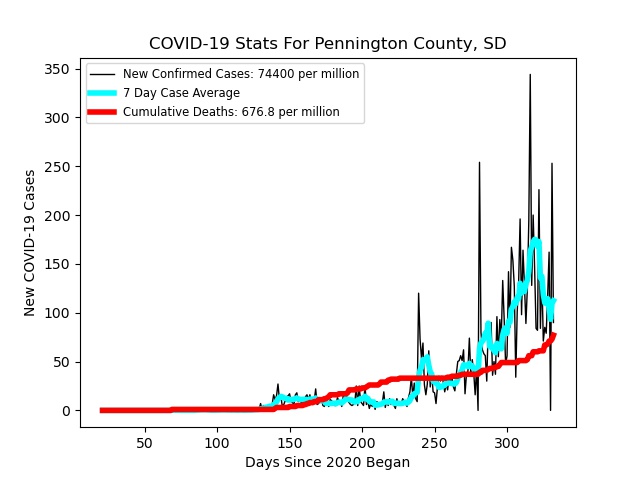 COVID-19 Stats For Pennington County, SD
New Confirmed Cases: 74400 per million
7 Day Case Average
Cumulative Deaths: 676.8 per million
New COVID-19 Cases
350
300
250
200
150
100
50
0
50 100 150 200 250 300
Days Since 2020 Began